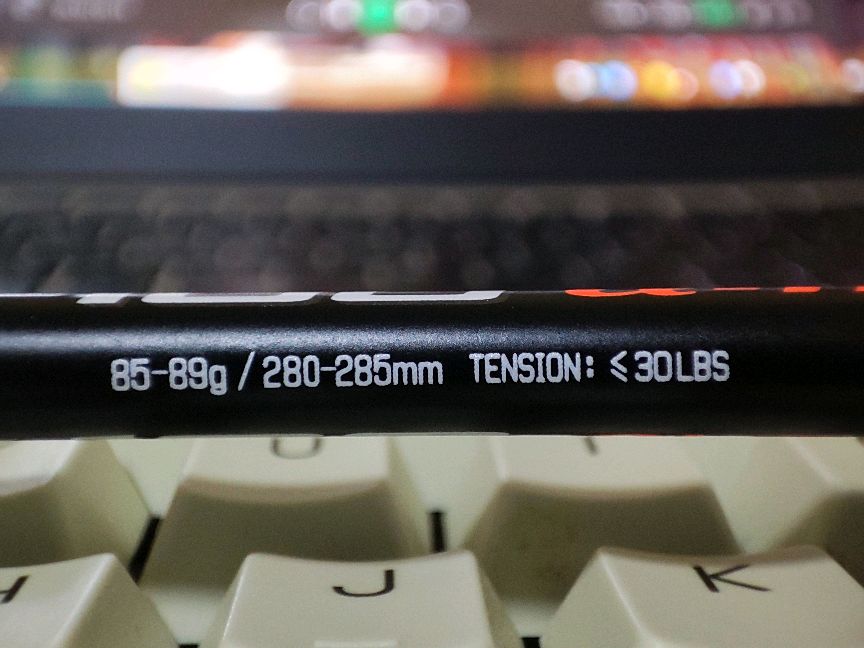 85-89g / 280-285mm TENSION: ≤30LBS
H J K